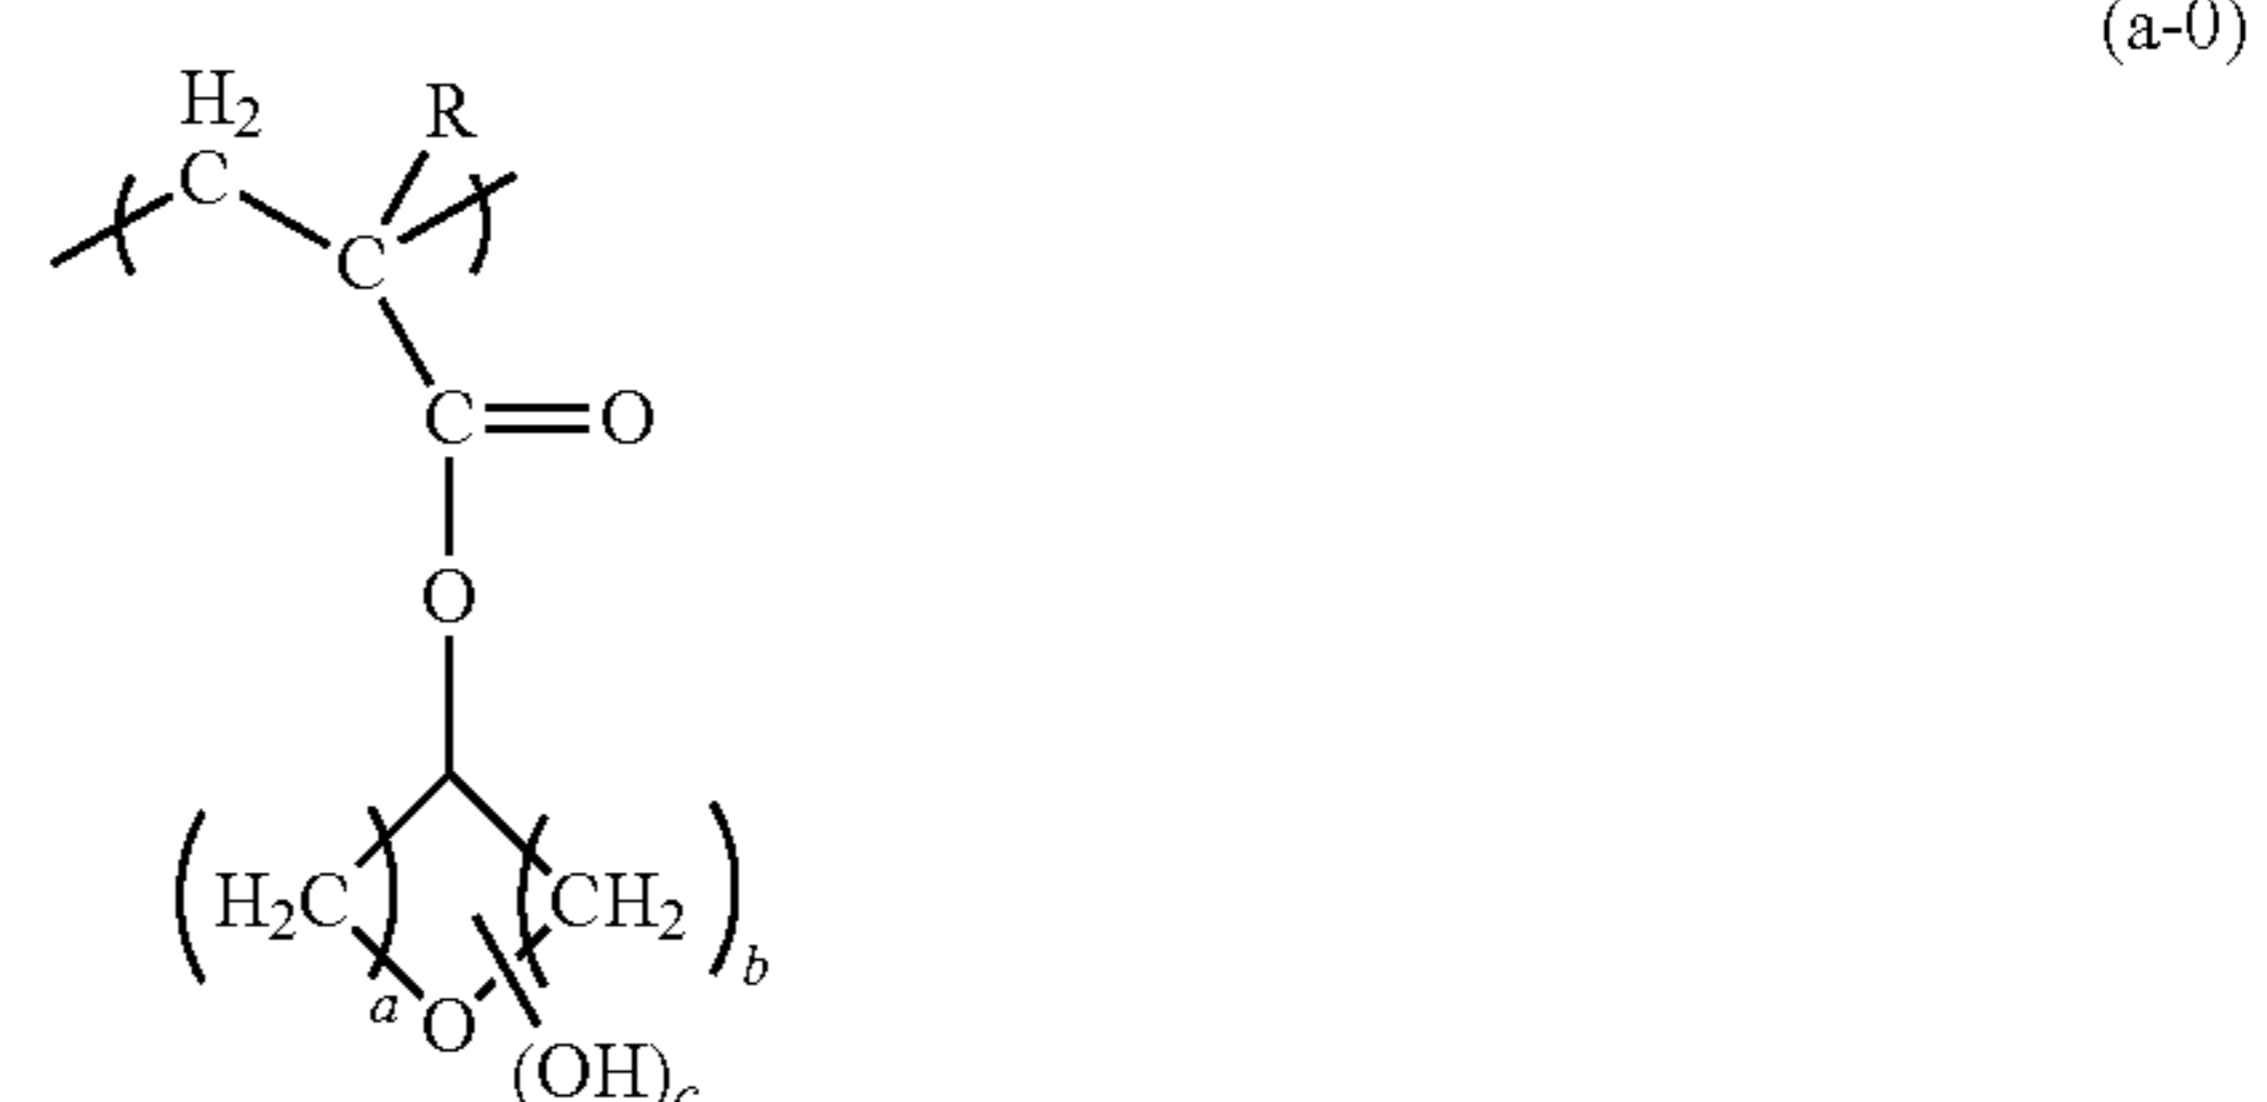 (a-0)
H2 R
C
C
C O
O
(H2C)a (CH2)b
O
(OH)c